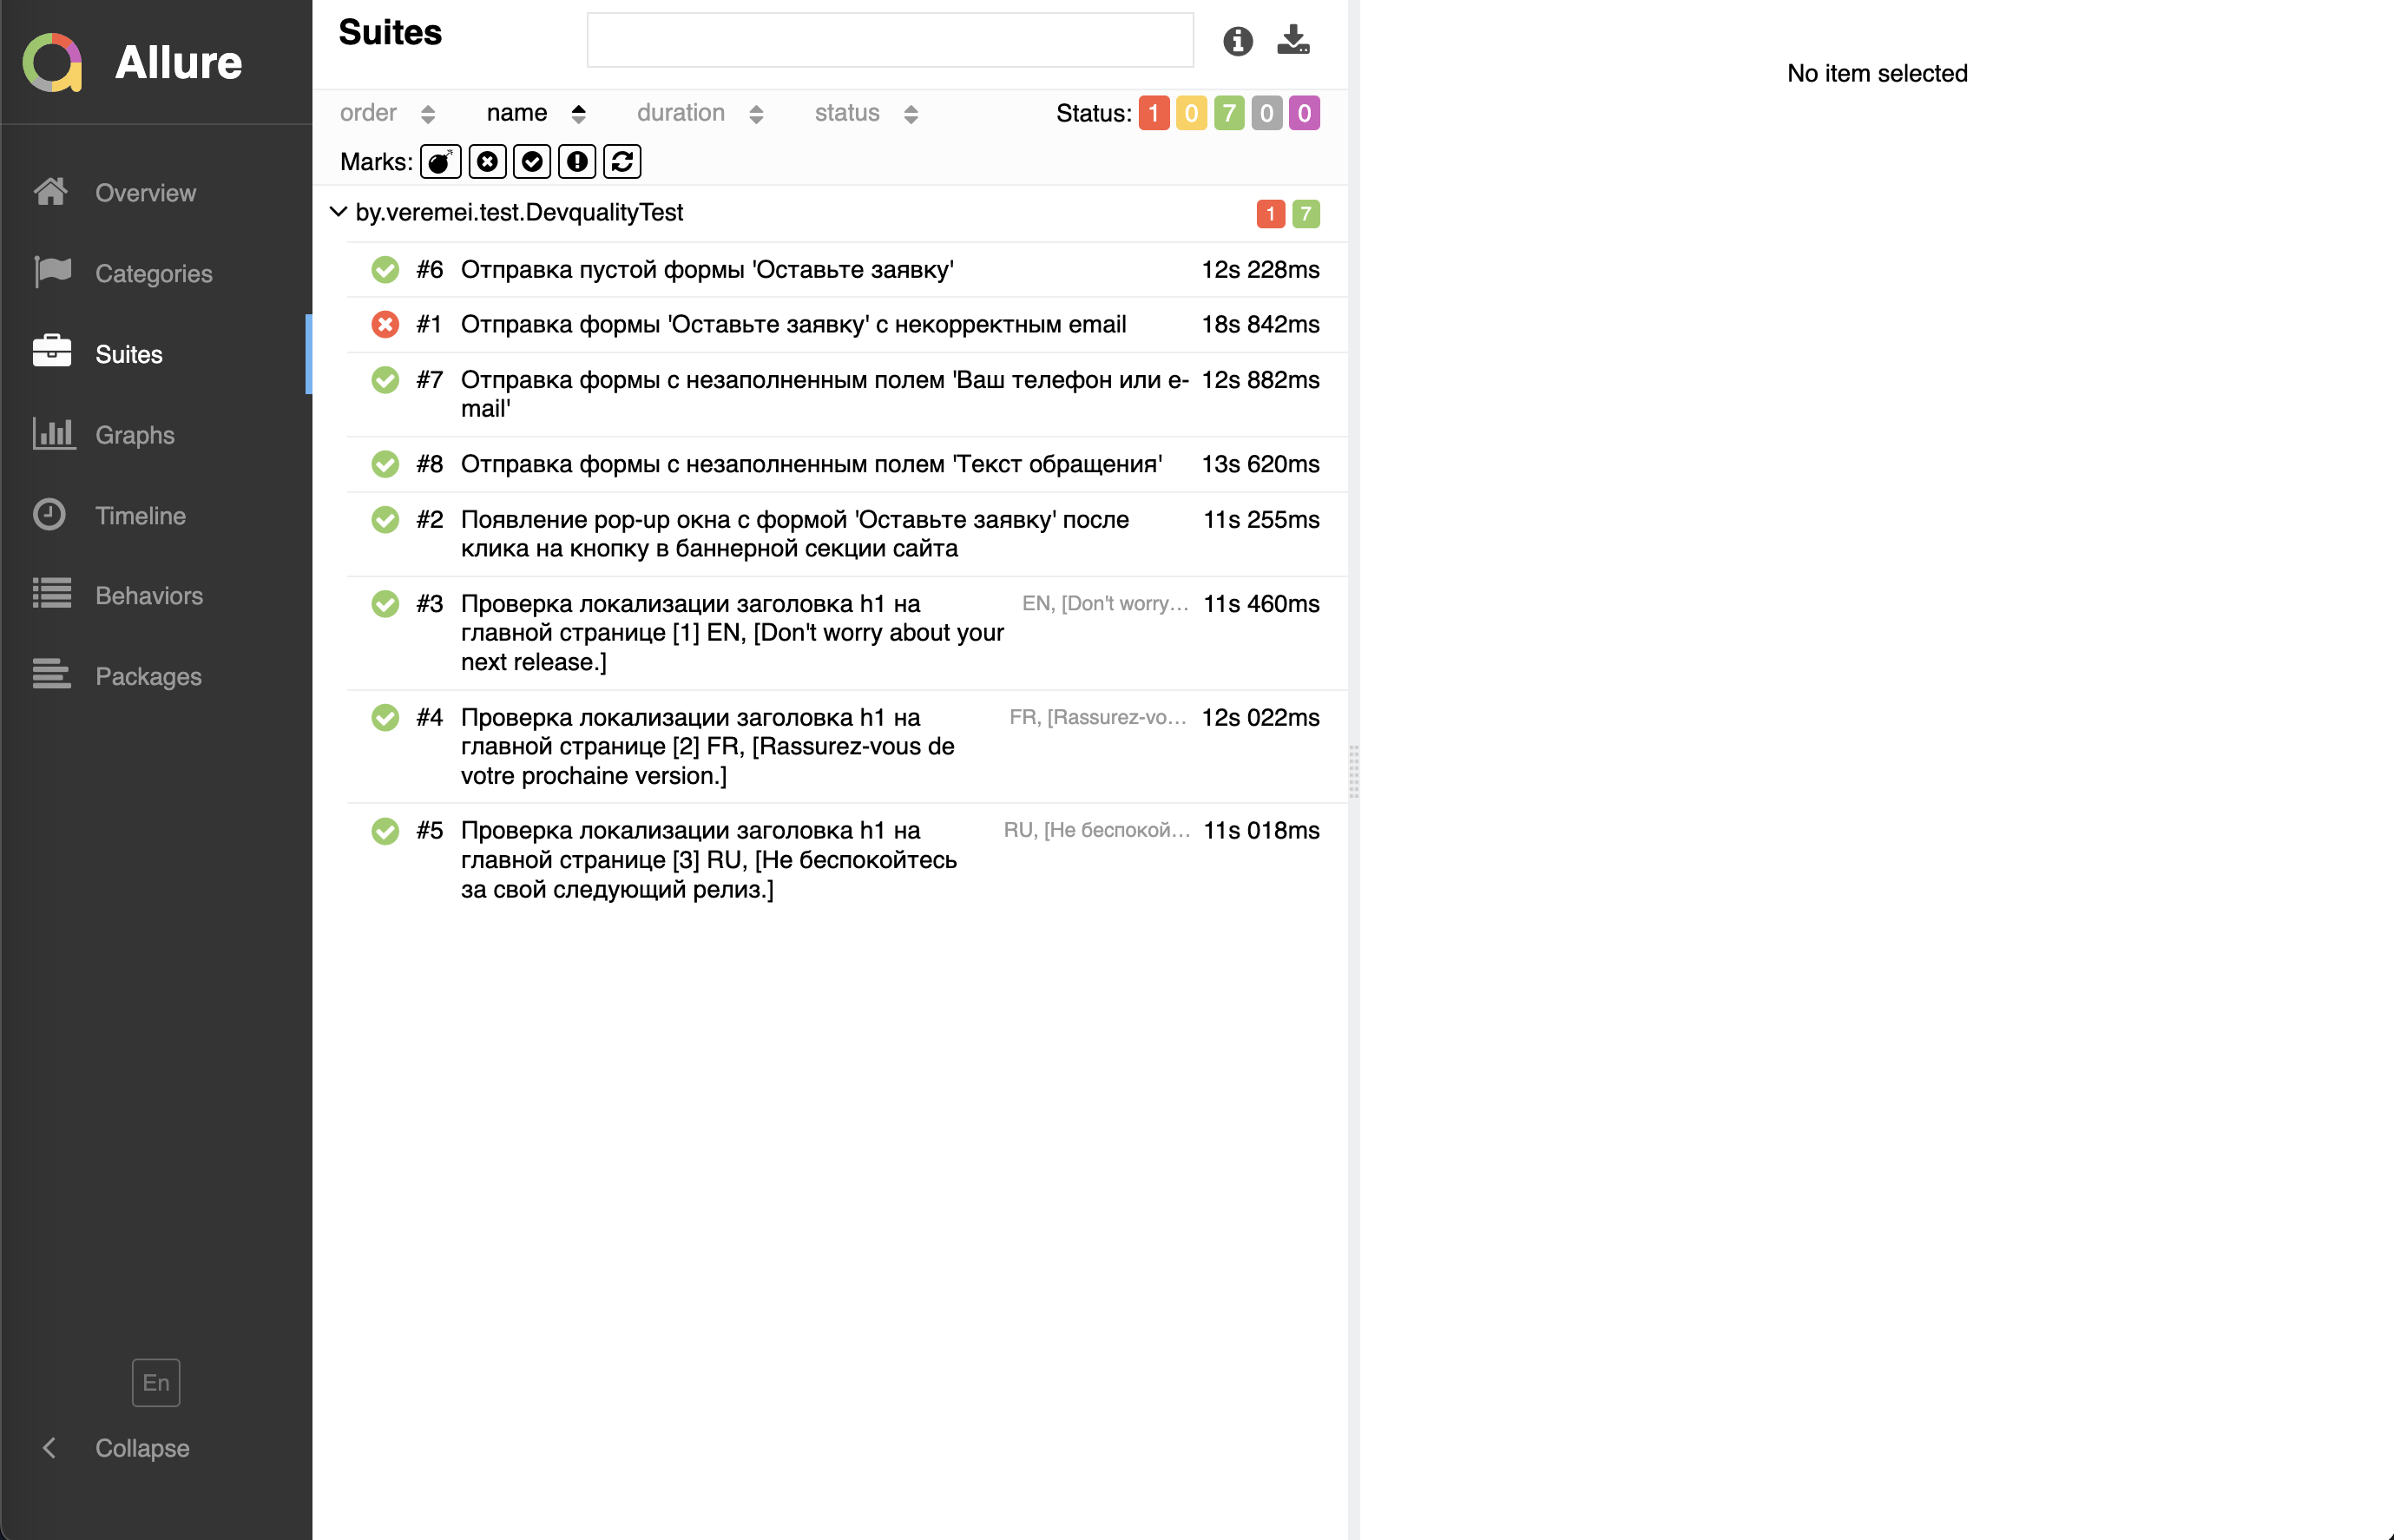 Allure
Overview
Categories
Suites
Graphs
Timeline
Behaviors
Packages
En
Collapse
Suites
order name duration status Status: 1 0 7 0 0
Marks:
by.veremei.test.DevqualityTest 1 7
#6 Отправка пустой формы 'Оставьте заявку' 12s 228ms
#1 Отправка формы 'Оставьте заявку' с некорректным email 18s 842ms
#7 Отправка формы с незаполненным полем 'Ваш телефон или e- 12s 882ms
mail'
#8 Отправка формы с незаполненным полем 'Текст обращения' 13s 620ms
#2 Появление pop-up окна с формой 'Оставьте заявку' после 11s 255ms
клика на кнопку в баннерной секции сайта
#3 Проверка локализации заголовка h1 на EN, [Don't worry… 11s 460ms
главной странице [1] EN, [Don't worry about your
next release.]
#4 Проверка локализации заголовка h1 на FR, [Rassurez-vo… 12s 022ms
главной странице [2] FR, [Rassurez-vous de
votre prochaine version.]
#5 Проверка локализации заголовка h1 на RU, [Не беспокой… 11s 018ms
главной странице [3] RU, [Не беспокойтесь
за свой следующий релиз.]
No item selected